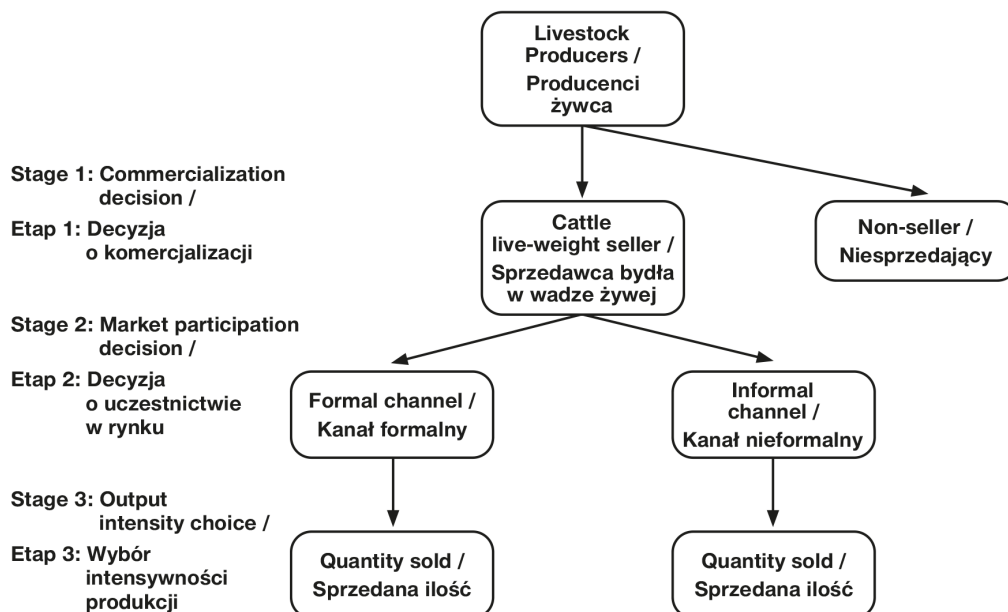 Livestock
Producers /
Producenci
żywca
Stage 1: Commercialization
decision /
Etap 1: Decyzja
o komercjalizacji
Cattle
live-weight seller /
Sprzedawca bydła
w wadze żywej
Non-seller /
Niesprzedający
Stage 2: Market participation
decision /
Etap 2: Decyzja
o uczestnictwie
w rynku
Formal channel /
Kanał formalny
Informal
channel /
Kanał nieformalny
Stage 3: Output
intensity choice /
Etap 3: Wybór
intensywności
produkcji
Quantity sold /
Sprzedana ilość
Quantity sold /
Sprzedana ilość